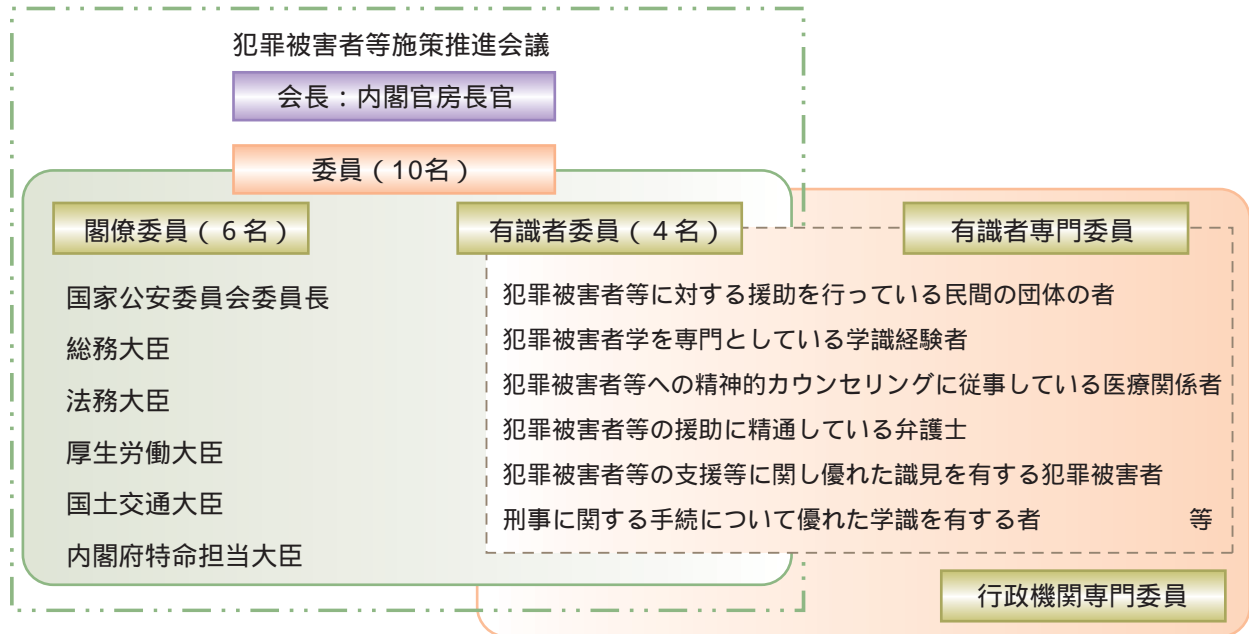 犯罪被害者等施策推進会議
会長：内閣官房長官
委員（10名）
閣僚委員（６名）
国家公安委員会委員長
総務大臣
法務大臣
厚生労働大臣
国土交通大臣
内閣府特命担当大臣
有識者委員（４名）
有識者専門委員
犯罪被害者等に対する援助を行っている民間の団体の者
犯罪被害者学を専門としている学識経験者
犯罪被害者等への精神的カウンセリングに従事している医療関係者
犯罪被害者等の援助に精通している弁護士
犯罪被害者等の支援等に関し優れた識見を有する犯罪被害者
刑事に関する手続について優れた学識を有する者　　　　　　等
行政機関専門委員